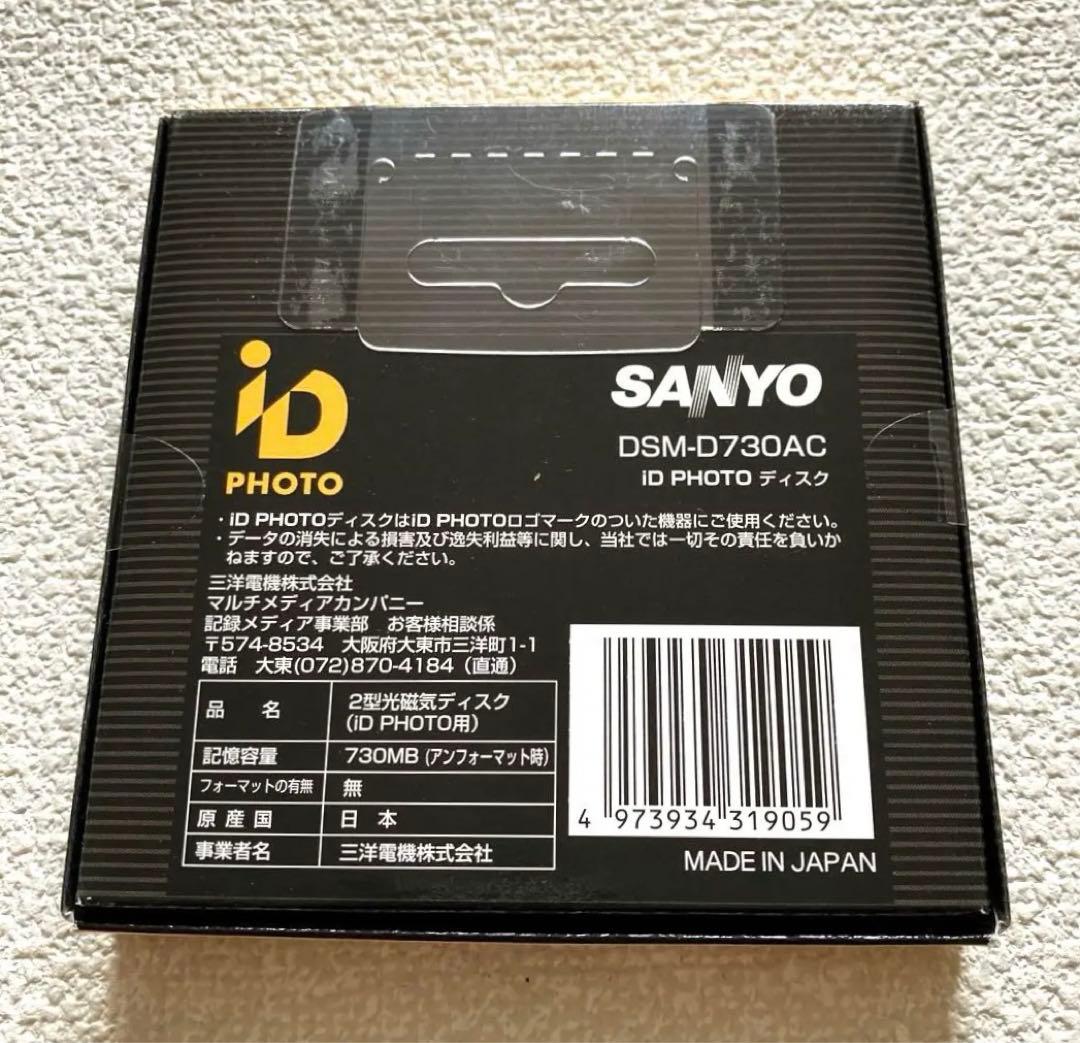 iD
PHOTO
SANYO
DSM-D730AC
iD PHOTO ディスク
・iD PHOTOディスクはiD PHOTOロゴマークのついた機器にご使用ください。
・データの消失による損害及び逸失利益等に関し、当社では一切その責任を負いか
ねますので、ご了承ください。
三洋電機株式会社
マルチメディアカンパニー
記録メディア事業部 お客様相談係
〒574-8534 大阪府大東市三洋町1-1
電話 大東(072)870-4184（直通）
品 名 2型光磁気ディスク
(iD PHOTO用)
記憶容量 730MB (アンフォーマット時)
フォーマットの有無 無
原産国 日 本
事業者名 三洋電機株式会社
4 973934 319059
MADE IN JAPAN